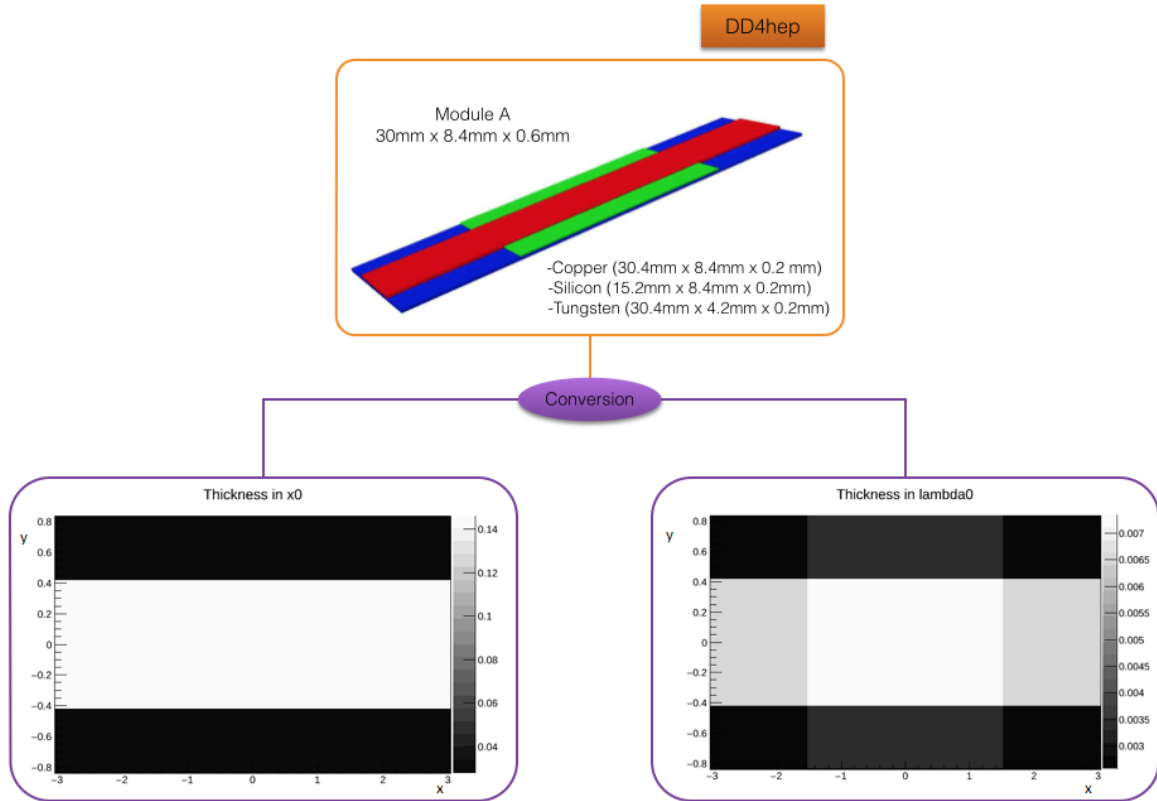 DD4hep
Module A
30mm x 8.4mm x 0.6mm
-Copper (30.4mm x 8.4mm x 0.2 mm)
-Silicon (15.2mm x 8.4mm x 0.2mm)
-Tungsten (30.4mm x 4.2mm x 0.2mm)
Conversion
Thickness in x0
y
0.8
0.6
0.4
0.2
0
−0.2
−0.4
−0.6
−0.8
−3 −2 −1 0 1 2 3
x
0.14
0.12
0.1
0.08
0.06
0.04
Thickness in lambda0
y
0.8
0.6
0.4
0.2
0
−0.2
−0.4
−0.6
−0.8
−3 −2 −1 0 1 2 3
x
0.007
0.0065
0.006
0.0055
0.005
0.0045
0.004
0.0035
0.003